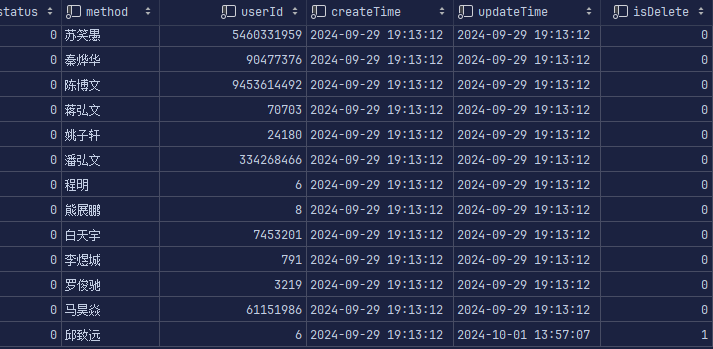 status method userId createTime updateTime isDelete
0 苏笑愚 5460331959 2024-09-29 19:13:12 2024-09-29 19:13:12 0
0 秦烨华 90477376 2024-09-29 19:13:12 2024-09-29 19:13:12 0
0 陈博文 9453614492 2024-09-29 19:13:12 2024-09-29 19:13:12 0
0 蒋弘文 70703 2024-09-29 19:13:12 2024-09-29 19:13:12 0
0 姚子轩 24180 2024-09-29 19:13:12 2024-09-29 19:13:12 0
0 潘弘文 334268466 2024-09-29 19:13:12 2024-09-29 19:13:12 0
0 程明 6 2024-09-29 19:13:12 2024-09-29 19:13:12 0
0 熊展鹏 8 2024-09-29 19:13:12 2024-09-29 19:13:12 0
0 白天宇 7453201 2024-09-29 19:13:12 2024-09-29 19:13:12 0
0 李煜城 791 2024-09-29 19:13:12 2024-09-29 19:13:12 0
0 罗俊驰 3219 2024-09-29 19:13:12 2024-09-29 19:13:12 0
0 马昊焱 61151986 2024-09-29 19:13:12 2024-09-29 19:13:12 0
0 邱致远 6 2024-09-29 19:13:12 2024-10-01 13:57:07 1